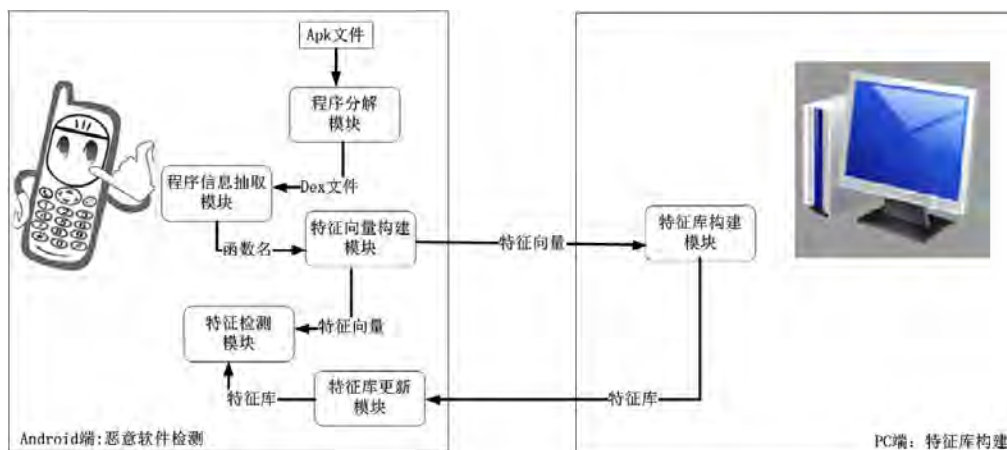 Apk文件
程序分解
模块
Dex文件
程序信息抽取
模块
函数名
特征向量构建
模块
特征向量
特征库构建
模块
特征向量
特征检测
模块
特征库
特征库更新
模块
特征库
Android端:恶意软件检测
PC端：特征库构建